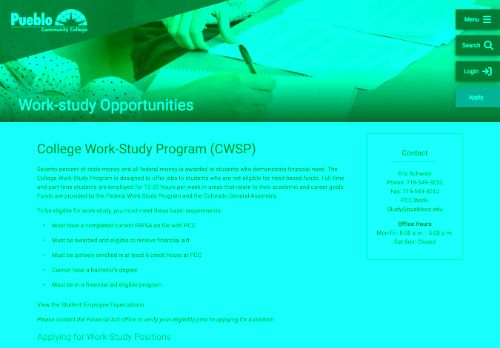 Pueblo
Community College
Menu
Search
Login
Apply
Work-study Opportunities
College Work-Study Program (CWSP)
Seventy percent of state money and all federal money is awarded to students who demonstrate financial need. The
College Work-Study Program is designed to offer jobs to students who are not eligible for need-based funds. Full-time
and part-time students are employed for 10-20 hours per week in areas that relate to their academic and career goals.
Funds are provided by the Federal Work-Study Program and the Colorado General Assembly.
To be eligible for work-study, you must meet these basic requirements:
Must have a completed current FAFSA on file with PCC
Must be awarded and eligible to receive financial aid
Must be actively enrolled in at least 6 credit hours at PCC
Cannot have a bachelor's degree
Must be in a financial aid eligible program
View the Student Employee Expectations
Please contact the Financial Aid office to verify your eligibility prior to applying for a position.
Applying for Work-Study Positions
Contact
Eric Schwien
Phone: 719-549-3032
Fax: 719-549-3012
PCC Work
Study@pueblocc.edu
Office Hours
Mon-Fri: 8:00 a.m. - 5:00 p.m.
Sat-Sun: Closed